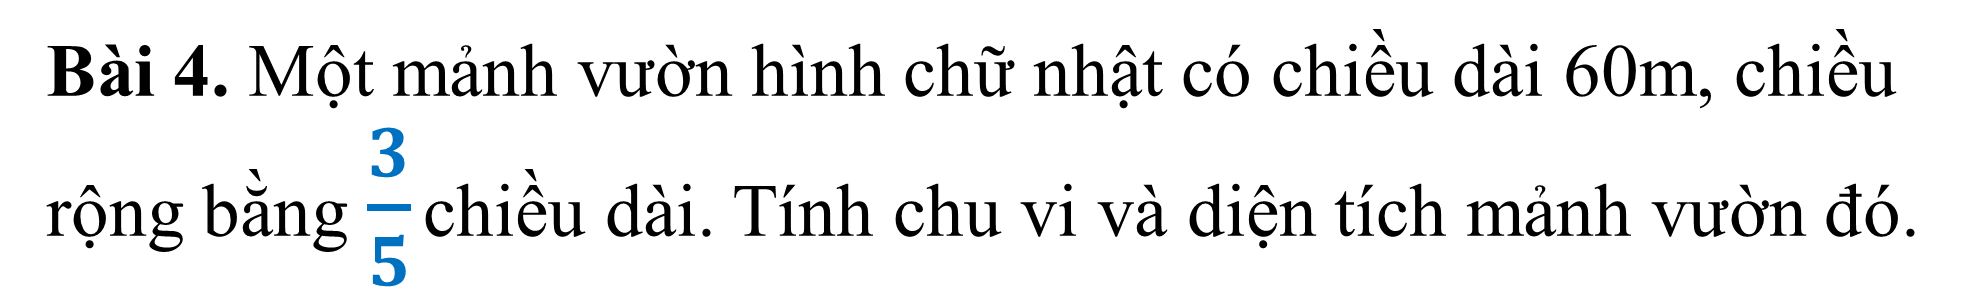 Bài 4. Một mảnh vườn hình chữ nhật có chiều dài 60m, chiều
rộng bằng 3/5 chiều dài. Tính chu vi và diện tích mảnh vườn đó.